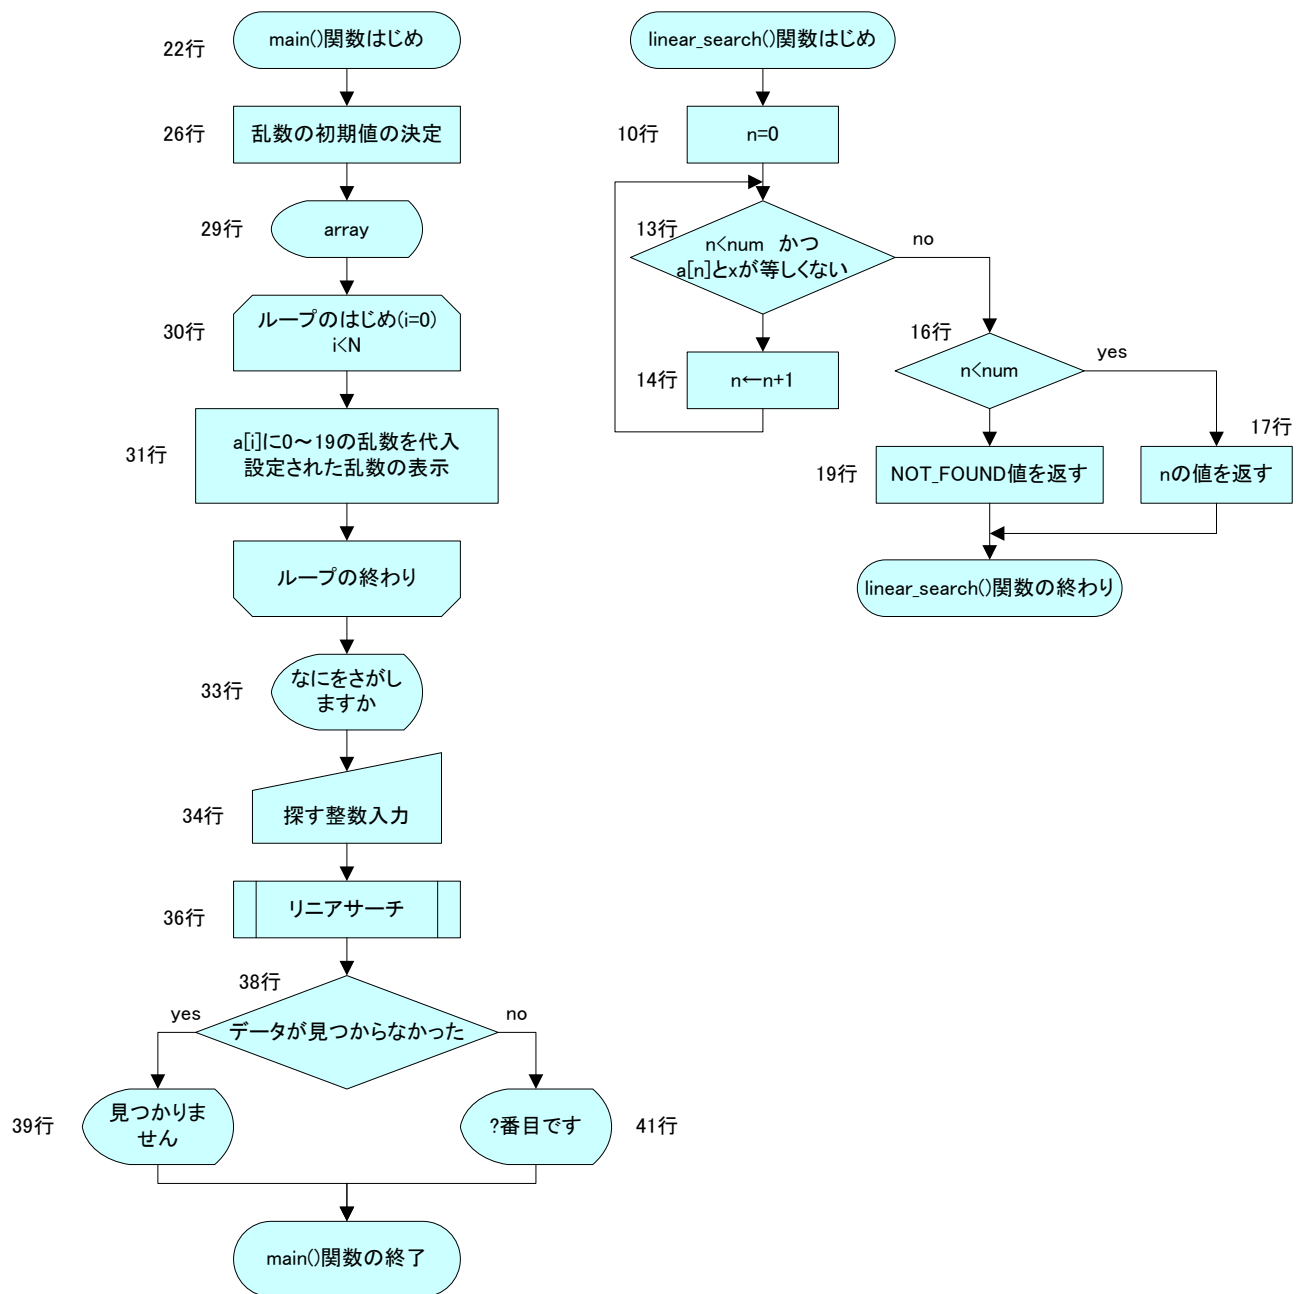 22行
main()関数はじめ
26行
乱数の初期値の決定
29行
array
30行
ループのはじめ(i=0)
i<N
31行
a[i]に0～19の乱数を代入
設定された乱数の表示
ループの終わり
33行
なにをさがし
ますか
34行
探す整数入力
36行
リニアサーチ
38行
データが見つからなかった
yes
no
39行
見つかりま
せん
?番目です
41行
main()関数の終了
linear_search()関数はじめ
10行
n=0
13行
n<num　かつ
a[n]とxが等しくない
no
14行
n←n+1
16行
n<num
yes
17行
nの値を返す
19行
NOT_FOUND値を返す
linear_search()関数の終わり